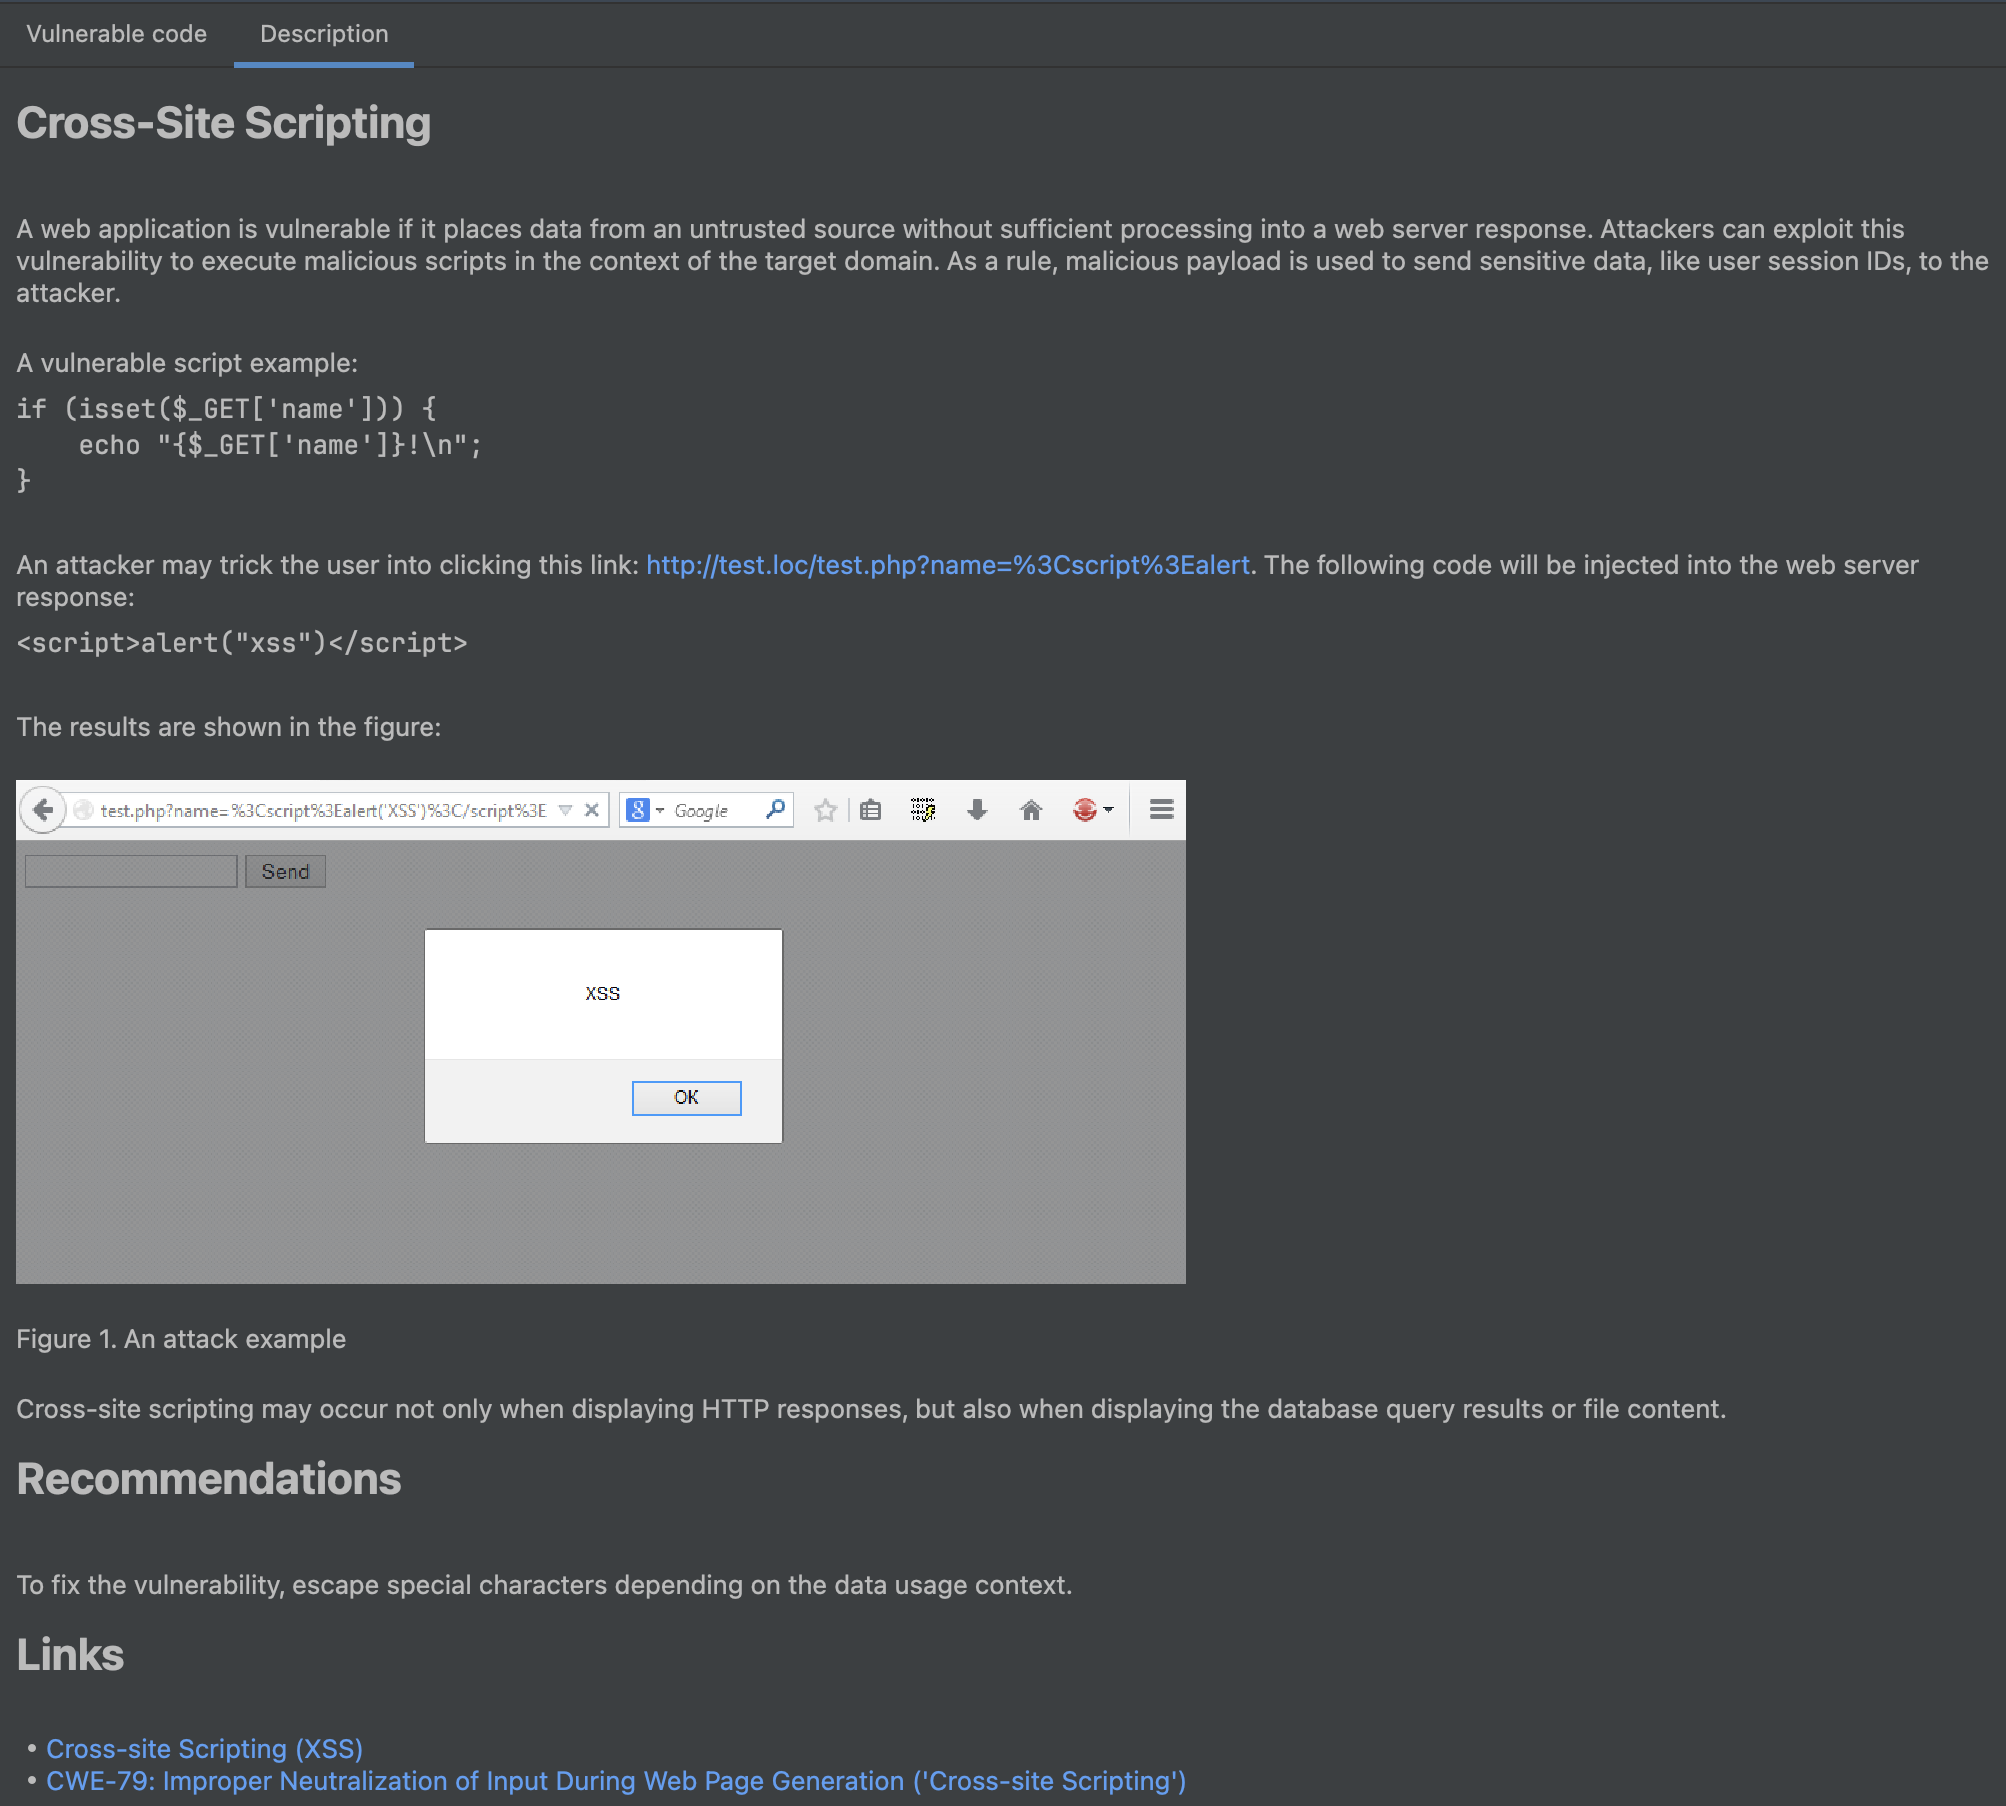 Vulnerable code
Description
Cross-Site Scripting
A web application is vulnerable if it places data from an untrusted source without sufficient processing into a web server response. Attackers can exploit this
vulnerability to execute malicious scripts in the context of the target domain. As a rule, malicious payload is used to send sensitive data, like user session IDs, to the
attacker.
A vulnerable script example:
if (isset($_GET['name'])) {
    echo "{$_GET['name']}!\n";
}
An attacker may trick the user into clicking this link: http://test.loc/test.php?name=%3Cscript%3Ealert. The following code will be injected into the web server
response:
<script>alert("xss")</script>
The results are shown in the figure:
test.php?name=%3Cscript%3Ealert('XSS')%3C/script%3E
8
Google
Send
XSS
OK
Figure 1. An attack example
Cross-site scripting may occur not only when displaying HTTP responses, but also when displaying the database query results or file content.
Recommendations
To fix the vulnerability, escape special characters depending on the data usage context.
Links
• Cross-site Scripting (XSS)
• CWE-79: Improper Neutralization of Input During Web Page Generation ('Cross-site Scripting')